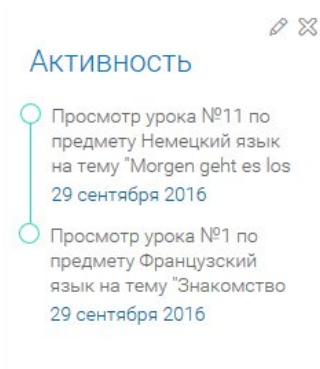 Активность
Просмотр урока №11 по
предмету Немецкий язык
на тему "Morgen geht es los
29 сентября 2016
Просмотр урока №1 по
предмету Французский
язык на тему "Знакомство
29 сентября 2016